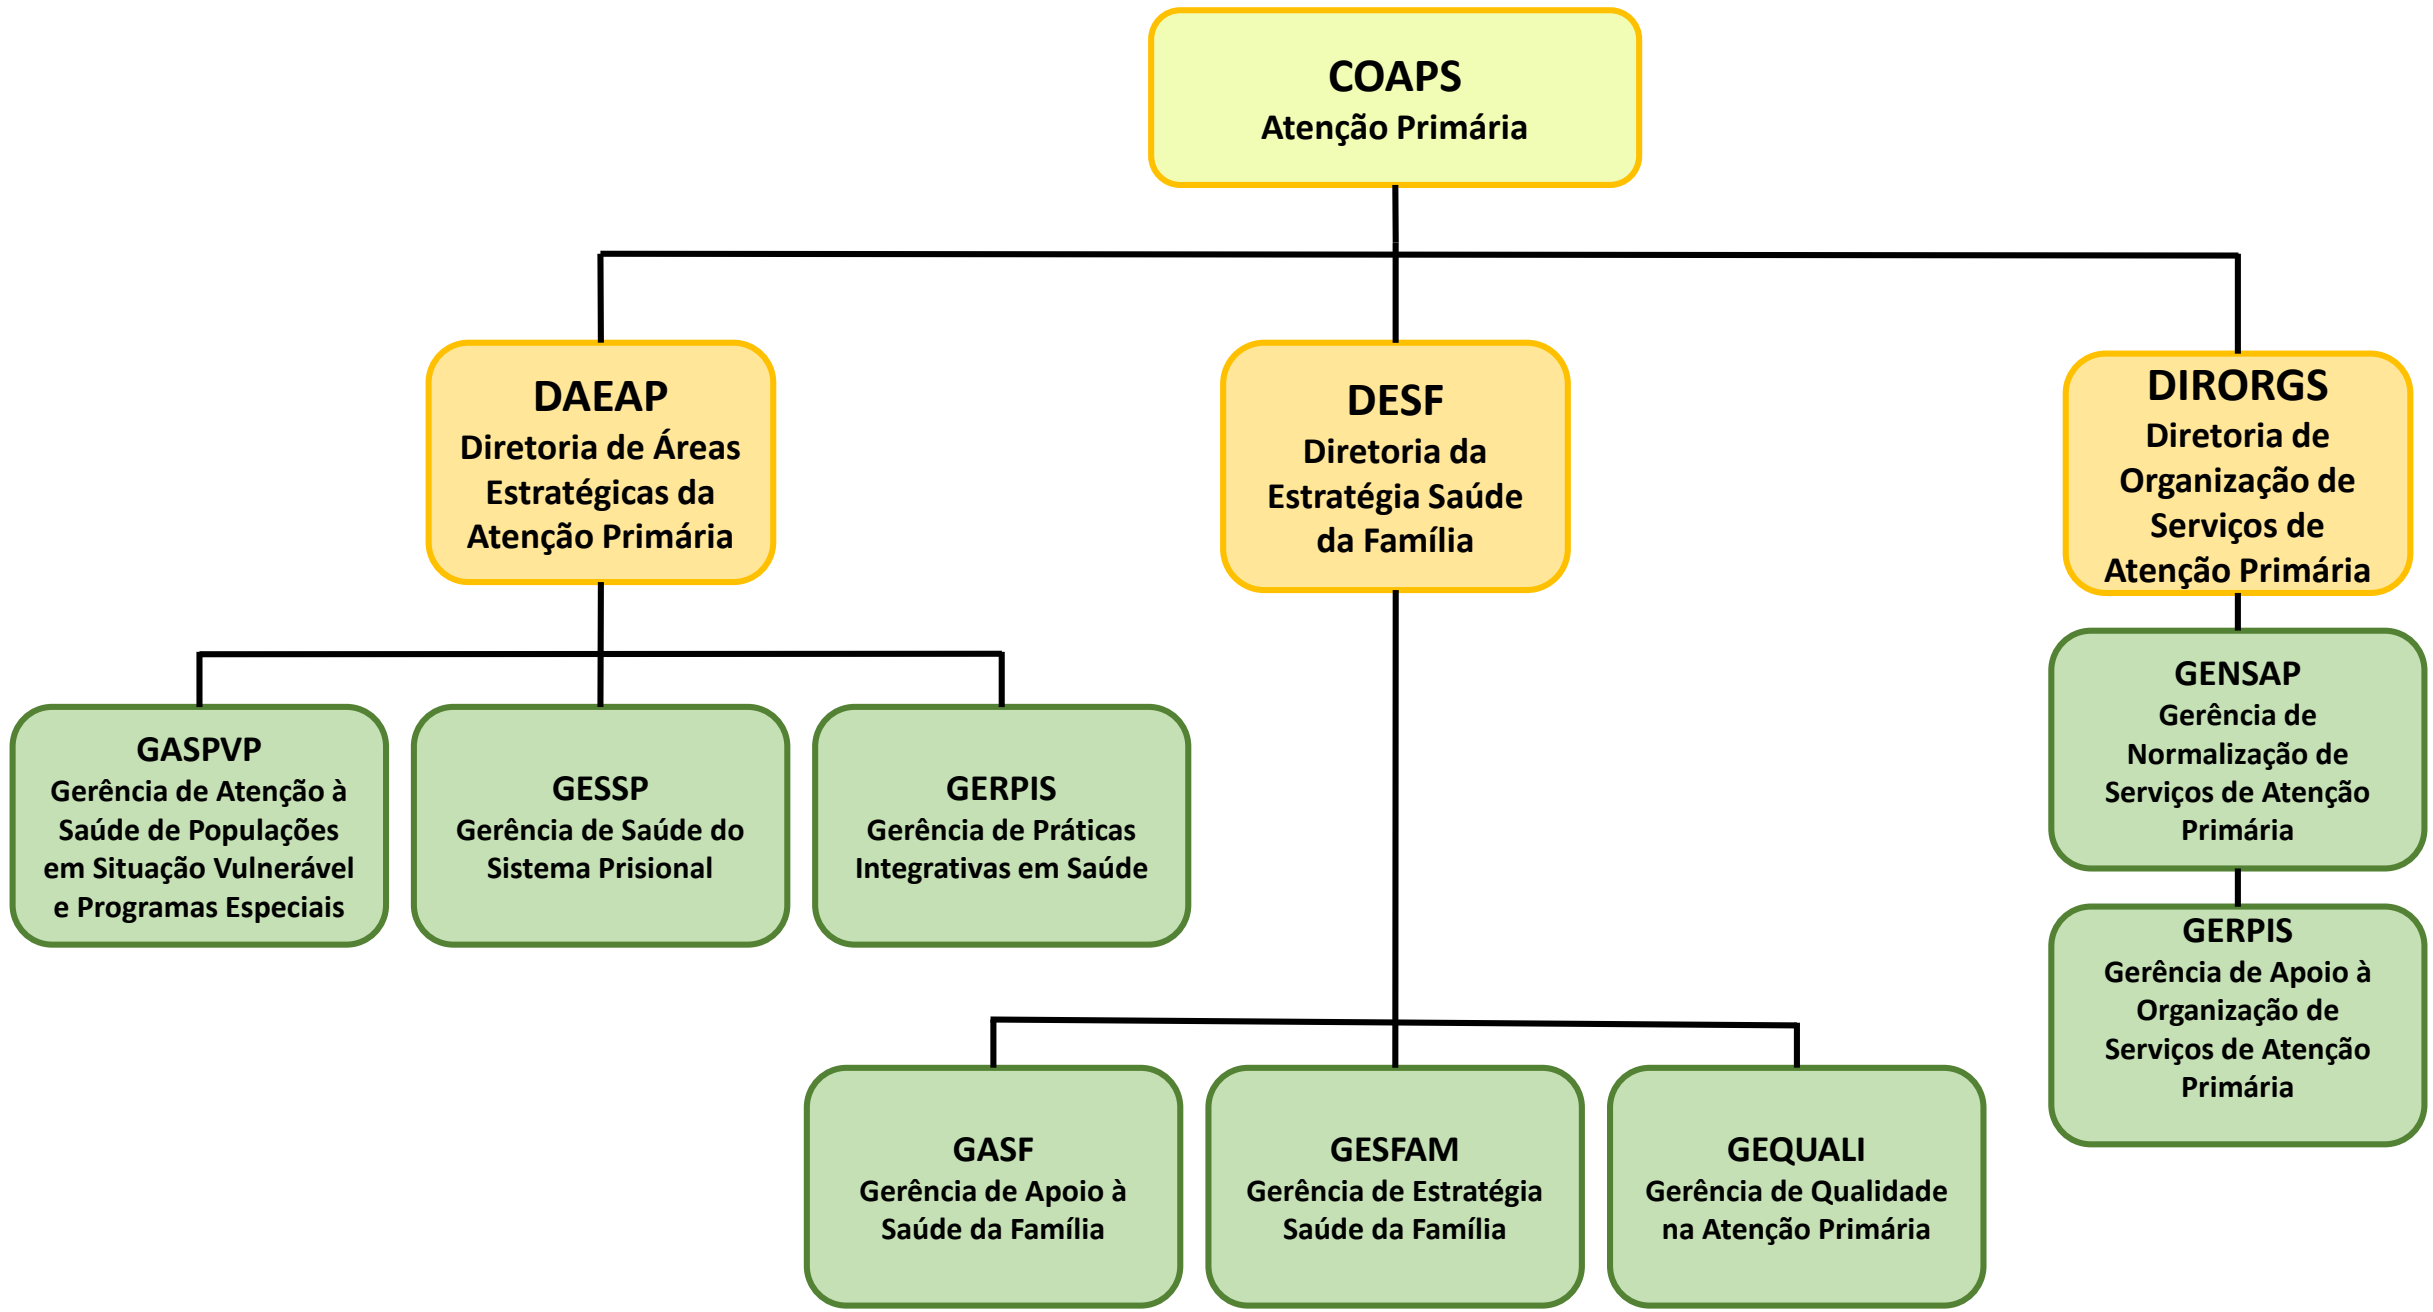 COAPS
Atenção Primária
DAEAP
Diretoria de Áreas
Estratégicas da
Atenção Primária
DESF
Diretoria da
Estratégia Saúde
da Família
DIRORGS
Diretoria de
Organização de
Serviços de
Atenção Primária
GASPVP
Gerência de Atenção à
Saúde de Populações
em Situação Vulnerável
e Programas Especiais
GESSP
Gerência de Saúde do
Sistema Prisional
GERPIS
Gerência de Práticas
Integrativas em Saúde
GENSAP
Gerência de
Normalização de
Serviços de Atenção
Primária
GERPIS
Gerência de Apoio à
Organização de
Serviços de Atenção
Primária
GASF
Gerência de Apoio à
Saúde da Família
GESFAM
Gerência de Estratégia
Saúde da Família
GEQUALI
Gerência de Qualidade
na Atenção Primária